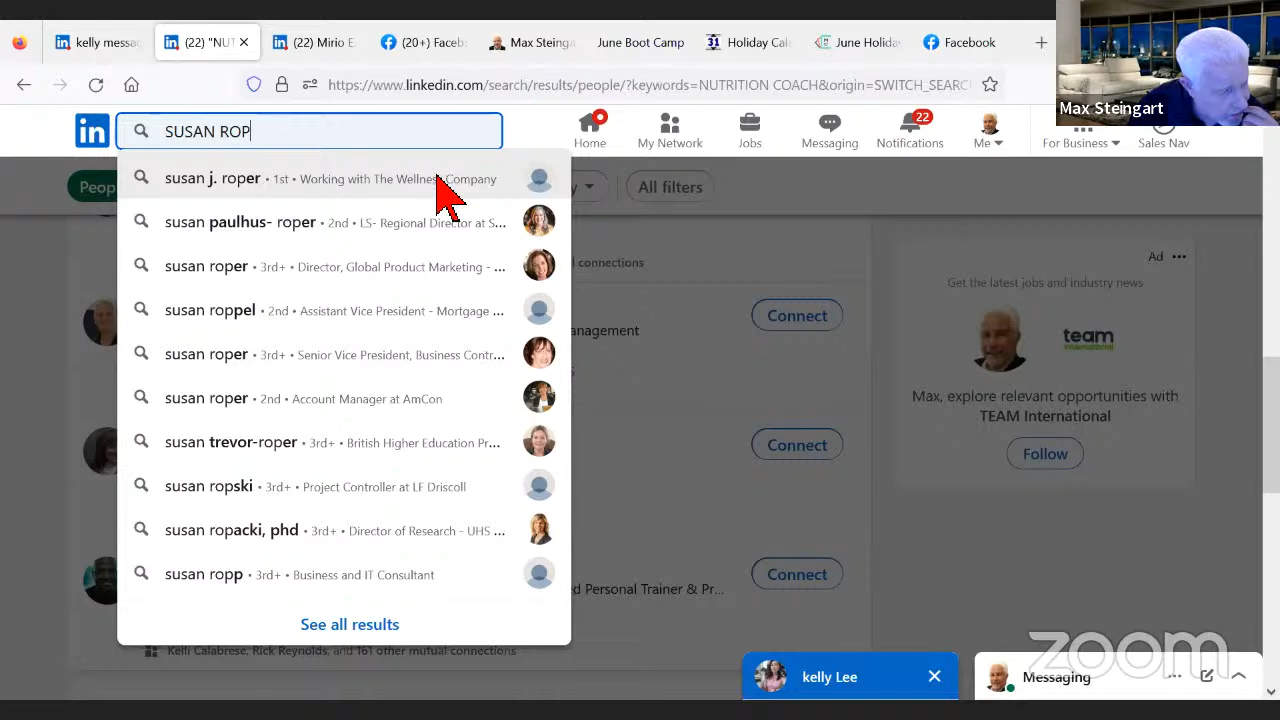 kelly messa
(22) "NUT
(22) Mirio E.
(20+) Faceb
Max Steinga
June Boot Camp
31 Holiday Cal
June Holida
Facebook
https://www.linkedin.com/search/results/people/?keywords=NUTRITION COACH&origin=SWITCH_SEARC
Max Steingart
in
SUSAN ROP
Home
My Network
Jobs
Messaging
22
Notifications
Me
For Business
Sales Nav
Peop
y
All filters
susan j. roper • 1st • Working with The Wellness Company
susan paulhus- roper • 2nd • LS- Regional Director at S...
susan roper • 3rd+ • Director, Global Product Marketing - ...
susan roppel • 2nd • Assistant Vice President - Mortgage ...
susan roper • 3rd+ • Senior Vice President, Business Contr...
susan roper • 2nd • Account Manager at AmCon
susan trevor-roper • 3rd+ • British Higher Education Pr...
susan ropski • 3rd+ • Project Controller at LF Driscoll
susan ropacki, phd • 3rd+ • Director of Research - UHS ...
susan ropp • 3rd+ • Business and IT Consultant
See all results
l connections
Connect
anagement
s
Connect
Connect
d Personal Trainer & Pr...
Kelli Calabrese, Rick Reynolds, and 161 other mutual connections
Ad •••
Get the latest jobs and industry news
team
international
Max, explore relevant opportunities with
TEAM International
Follow
zoom
kelly Lee
Messaging